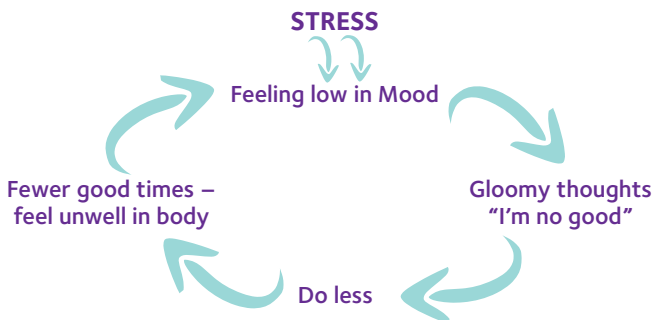 STRESS
Feeling low in Mood
Gloomy thoughts
“I’m no good”
Do less
Fewer good times –
feel unwell in body